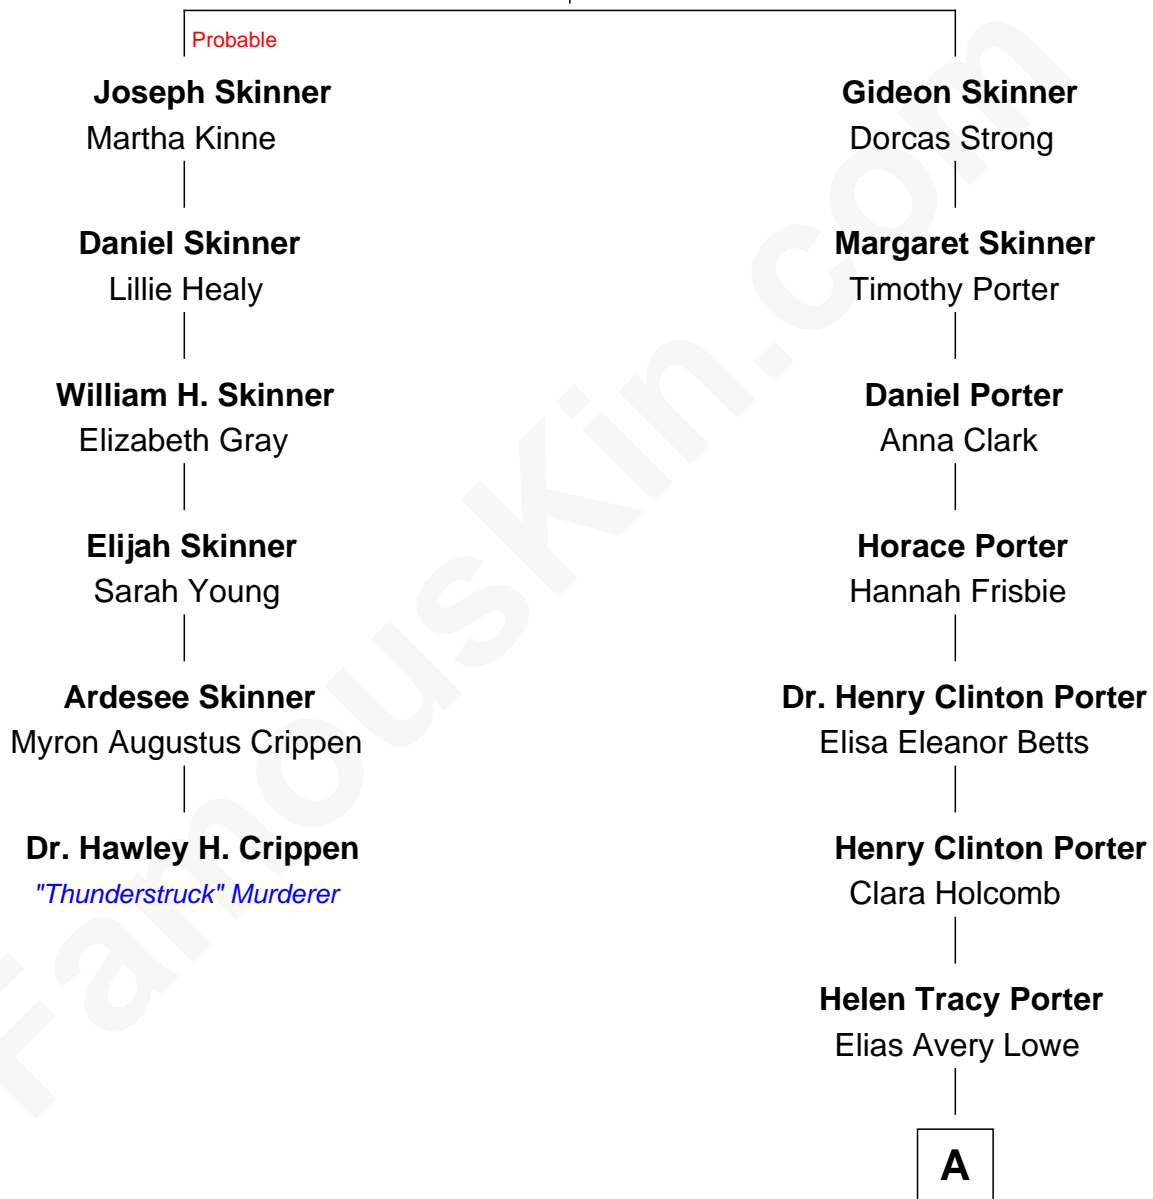 Probable
Joseph Skinner
Martha Kinne
Daniel Skinner
Lillie Healy
William H. Skinner
Elizabeth Gray
Elijah Skinner
Sarah Young
Ardesee Skinner
Myron Augustus Crippen
Dr. Hawley H. Crippen
"Thunderstruck" Murderer
Gideon Skinner
Dorcas Strong
Margaret Skinner
Timothy Porter
Daniel Porter
Anna Clark
Horace Porter
Hannah Frisbie
Dr. Henry Clinton Porter
Elisa Eleanor Betts
Henry Clinton Porter
Clara Holcomb
Helen Tracy Porter
Elias Avery Lowe
A
FamousKin.com